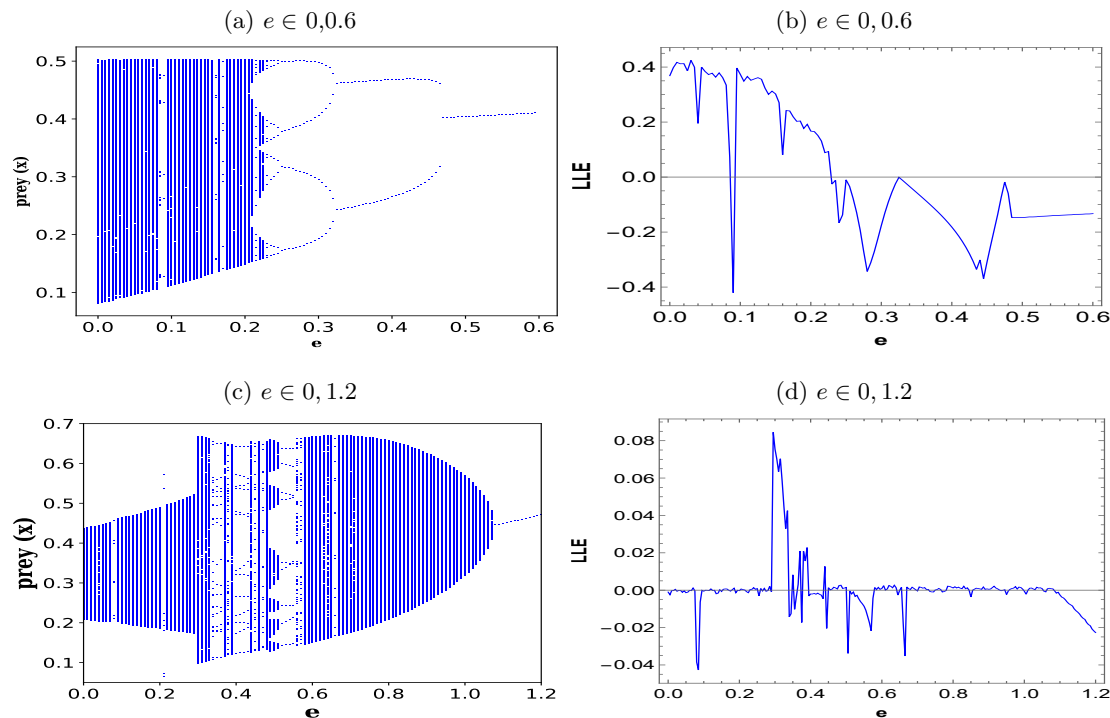 (a) e ∈ 0,0.6
0.5
0.4
0.3
0.2
0.1
prey (x)
0.0 0.1 0.2 0.3 0.4 0.5 0.6
e
(b) e ∈ 0, 0.6
0.4
0.2
0.0
−0.2
−0.4
LLE
0.0 0.1 0.2 0.3 0.4 0.5 0.6
e
(c) e ∈ 0, 1.2
0.7
0.6
0.5
0.4
0.3
0.2
0.1
prey (x)
0.0 0.2 0.4 0.6 0.8 1.0 1.2
e
(d) e ∈ 0, 1.2
0.08
0.06
0.04
0.02
0.00
−0.02
−0.04
LLE
0.0 0.2 0.4 0.6 0.8 1.0 1.2
e